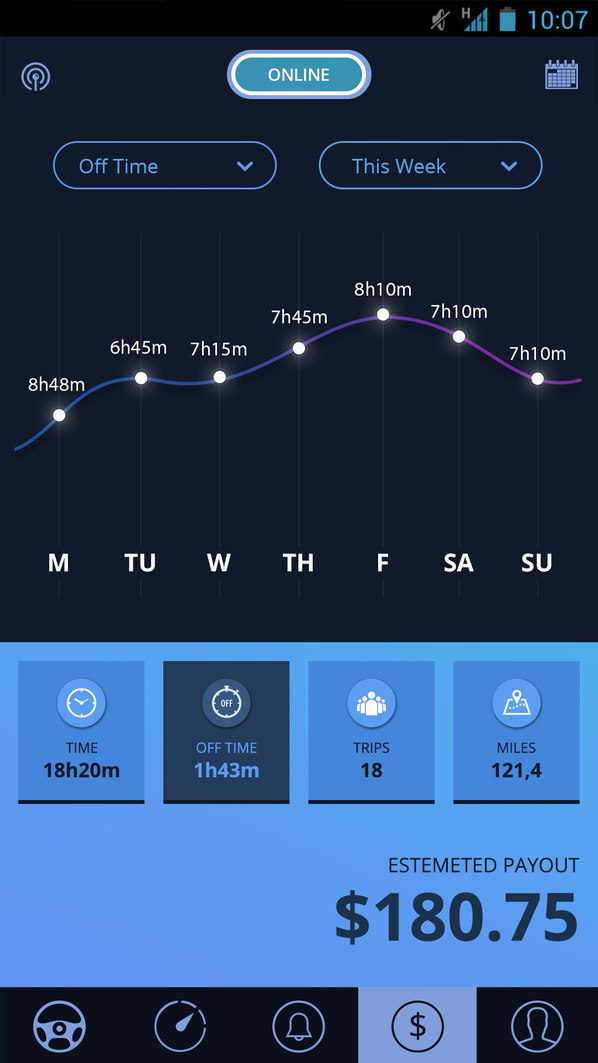 H 10:07
ONLINE
Off Time This Week
8h10m
7h45m 7h10m
6h45m 7h15m 7h10m
8h48m
M TU W TH F SA SU
OFF
TIME OFF TIME TRIPS MILES
18h20m 1h43m 18 121,4
ESTEMETED PAYOUT
$180.75
$